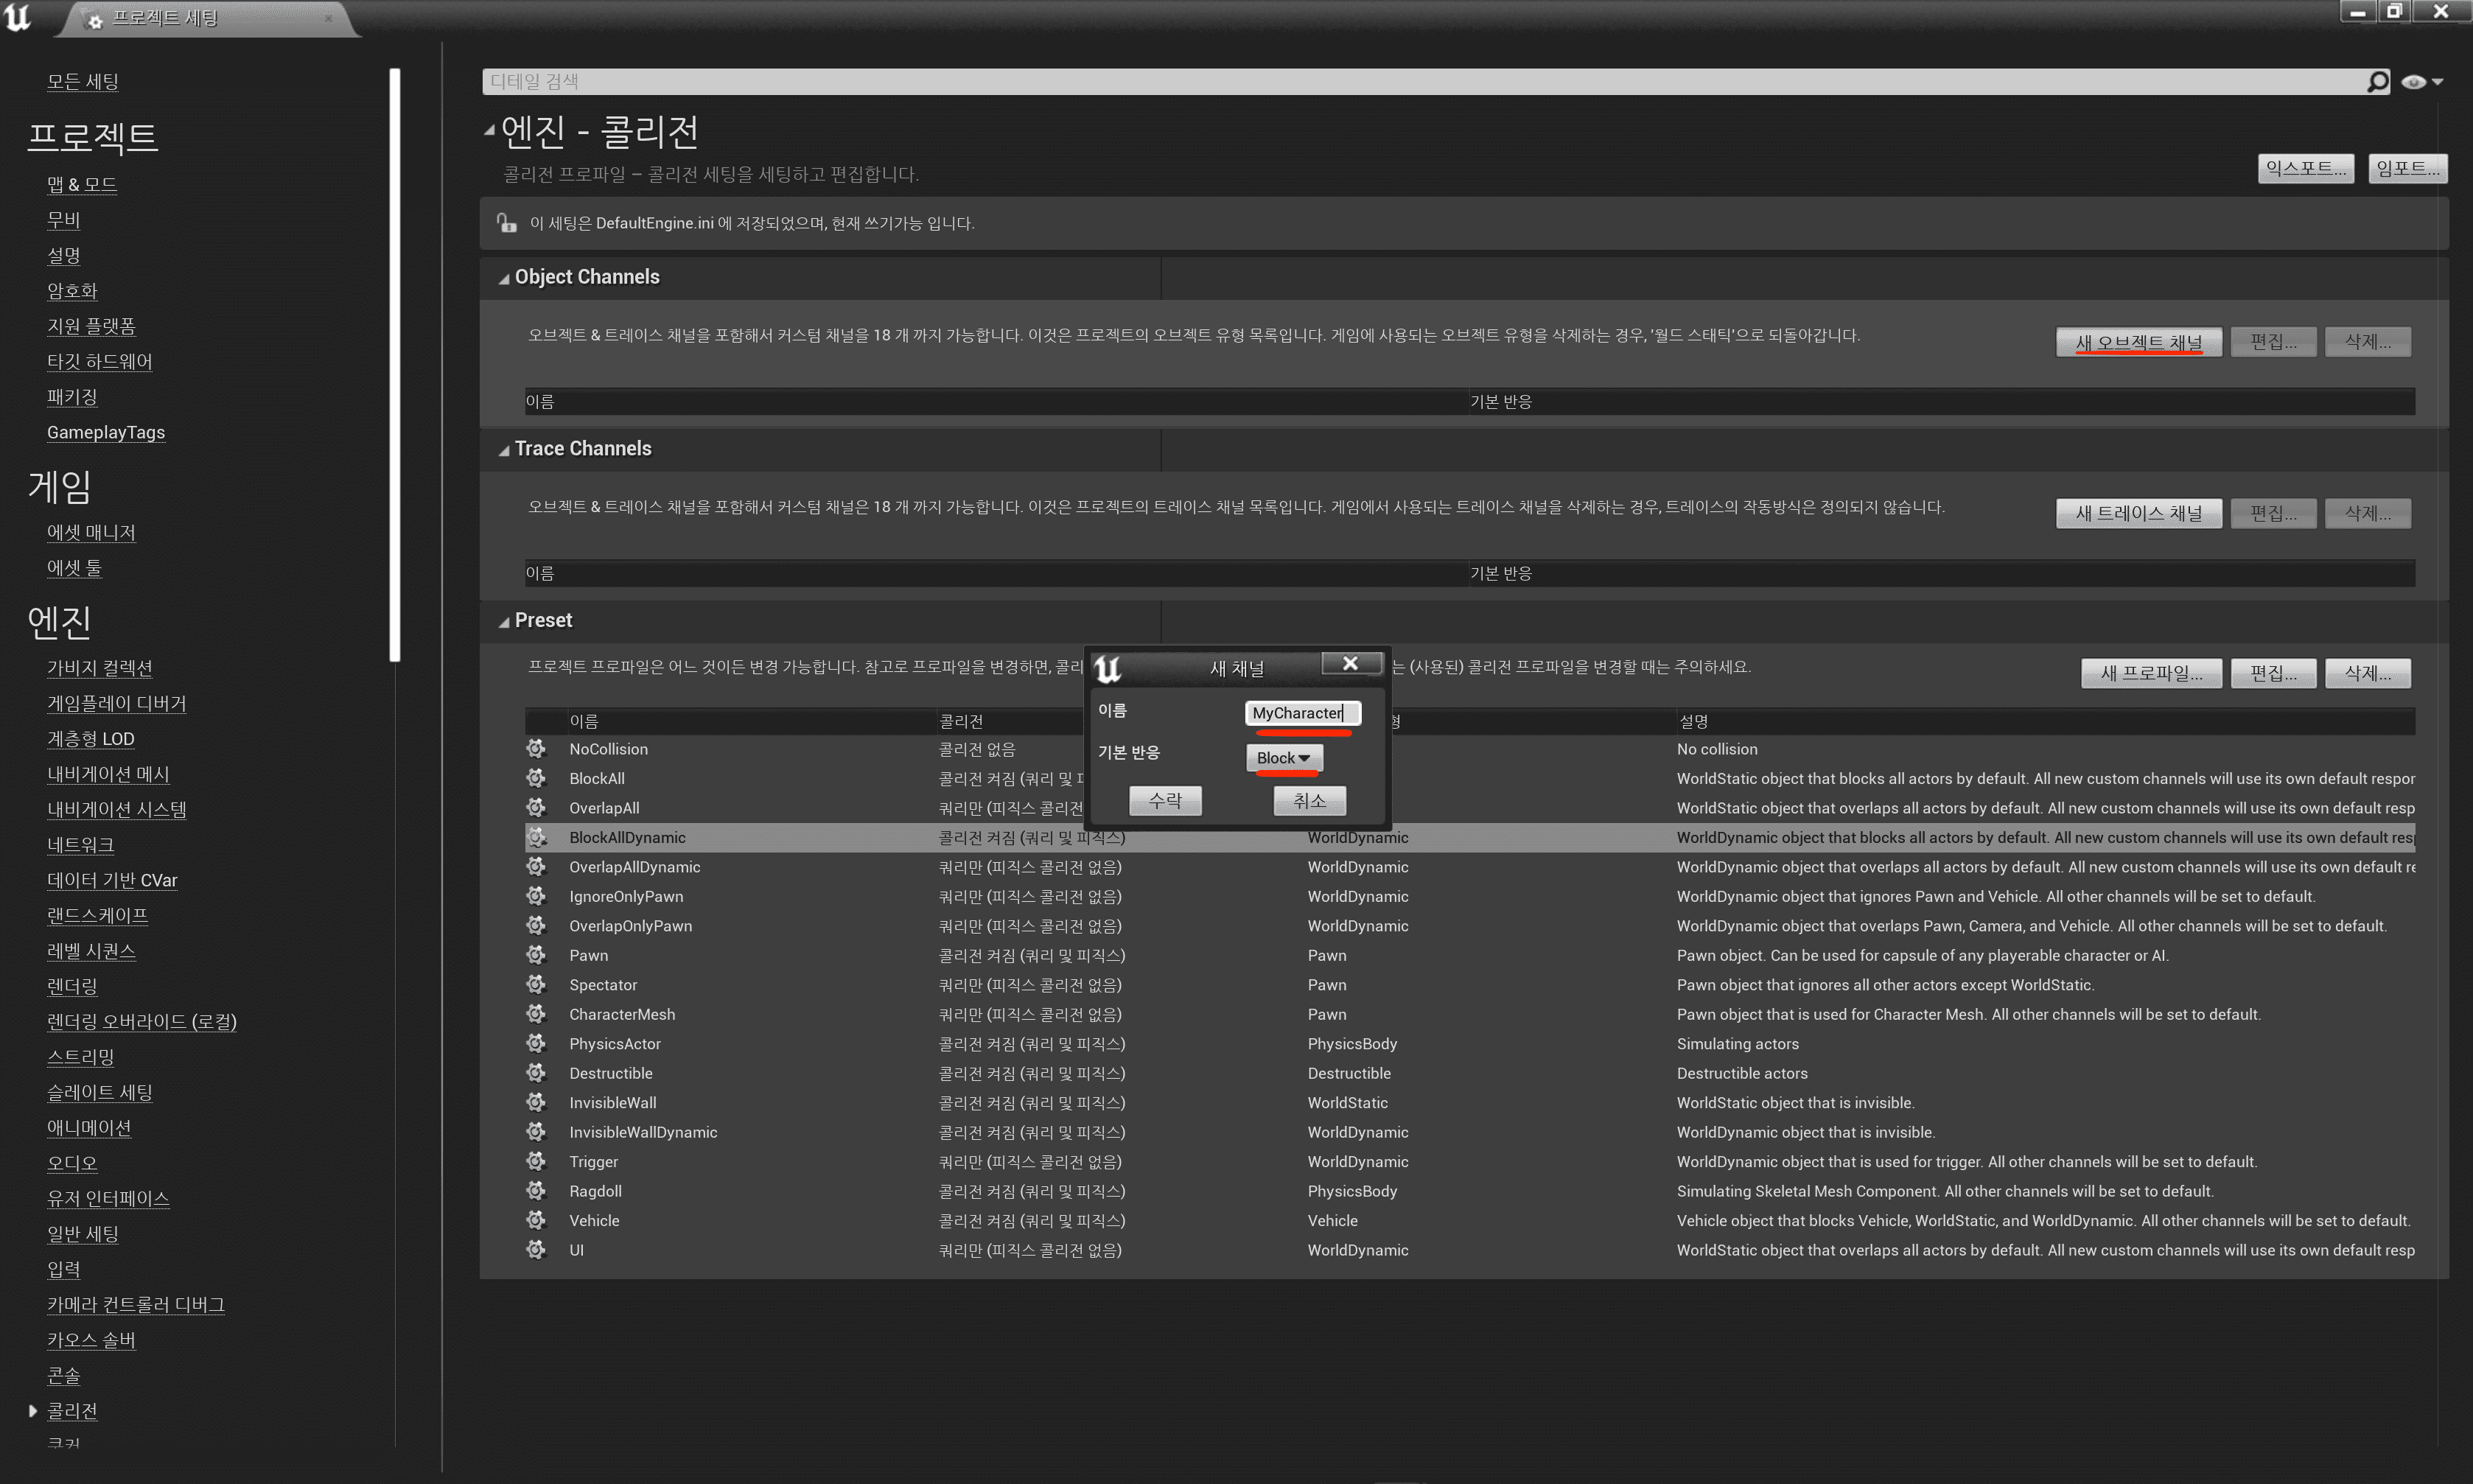 프로젝트 세팅
모든 세팅
프로젝트
맵 & 모드
무비
설명
암호화
지원 플랫폼
타깃 하드웨어
패키징
GameplayTags
게임
에셋 매니저
에셋 툴
엔진
가비지 컬렉션
게임플레이 디버거
계층형 LOD
내비게이션 메시
내비게이션 시스템
네트워크
데이터 기반 CVar
랜드스케이프
레벨 시퀀스
렌더링
렌더링 오버라이드 (로컬)
스트리밍
슬레이트 세팅
애니메이션
오디오
유저 인터페이스
일반 세팅
입력
카메라 컨트롤러 디버그
카오스 솔버
콘솔
콜리전
쿠커
디테일 검색
엔진 - 콜리전
콜리전 프로파일 – 콜리전 세팅을 세팅하고 편집합니다.
익스포트... 임포트...
이 세팅은 DefaultEngine.ini 에 저장되었으며, 현재 쓰기가능 입니다.
Object Channels
오브젝트 & 트레이스 채널을 포함해서 커스텀 채널을 18 개 까지 가능합니다. 이것은 프로젝트의 오브젝트 유형 목록입니다. 게임에 사용되는 오브젝트 유형을 삭제하는 경우, '월드 스태틱'으로 되돌아갑니다.
새 오브젝트 채널 편집... 삭제...
이름 기본 반응
Trace Channels
오브젝트 & 트레이스 채널을 포함해서 커스텀 채널은 18 개 까지 가능합니다. 이것은 프로젝트의 트레이스 채널 목록입니다. 게임에서 사용되는 트레이스 채널을 삭제하는 경우, 트레이스의 작동방식은 정의되지 않습니다.
새 트레이스 채널 편집... 삭제...
이름 기본 반응
Preset
프로젝트 프로파일은 어느 것이든 변경 가능합니다. 참고로 프로파일을 변경하면, 콜리 는 (사용된) 콜리전 프로파일을 변경할 때는 주의하세요.
새 프로파일... 편집... 삭제...
새 채널
이름 MyCharacter
기본 반응 Block
수락 취소
이름 콜리전 형 설명
NoCollision 콜리전 없음 No collision
BlockAll 콜리전 켜짐 (쿼리 및 WorldStatic object that blocks all actors by default. All new custom channels will use its own default respor
OverlapAll 쿼리만 (피직스 콜리전 WorldStatic object that overlaps all actors by default. All new custom channels will use its own default resp
BlockAllDynamic 콜리전 켜짐 (쿼리 및 피직스) WorldDynamic WorldDynamic object that blocks all actors by default. All new custom channels will use its own default resp
OverlapAllDynamic 쿼리만 (피직스 콜리전 없음) WorldDynamic WorldDynamic object that overlaps all actors by default. All new custom channels will use its own default re
IgnoreOnlyPawn 쿼리만 (피직스 콜리전 없음) WorldDynamic WorldDynamic object that ignores Pawn and Vehicle. All other channels will be set to default.
OverlapOnlyPawn 쿼리만 (피직스 콜리전 없음) WorldDynamic WorldDynamic object that overlaps Pawn, Camera, and Vehicle. All other channels will be set to default.
Pawn 콜리전 켜짐 (쿼리 및 피직스) Pawn Pawn object. Can be used for capsule of any playerable character or AI.
Spectator 쿼리만 (피직스 콜리전 없음) Pawn Pawn object that ignores all other actors except WorldStatic.
CharacterMesh 쿼리만 (피직스 콜리전 없음) Pawn Pawn object that is used for Character Mesh. All other channels will be set to default.
PhysicsActor 콜리전 켜짐 (쿼리 및 피직스) PhysicsBody Simulating actors
Destructible 콜리전 켜짐 (쿼리 및 피직스) Destructible Destructible actors
InvisibleWall 콜리전 켜짐 (쿼리 및 피직스) WorldStatic WorldStatic object that is invisible.
InvisibleWallDynamic 콜리전 켜짐 (쿼리 및 피직스) WorldDynamic WorldDynamic object that is invisible.
Trigger 쿼리만 (피직스 콜리전 없음) WorldDynamic WorldDynamic object that is used for trigger. All other channels will be set to default.
Ragdoll 콜리전 켜짐 (쿼리 및 피직스) PhysicsBody Simulating Skeletal Mesh Component. All other channels will be set to default.
Vehicle 콜리전 켜짐 (쿼리 및 피직스) Vehicle Vehicle object that blocks Vehicle, WorldStatic, and WorldDynamic. All other channels will be set to default.
UI 쿼리만 (피직스 콜리전 없음) WorldDynamic WorldStatic object that overlaps all actors by default. All new custom channels will use its own default resp